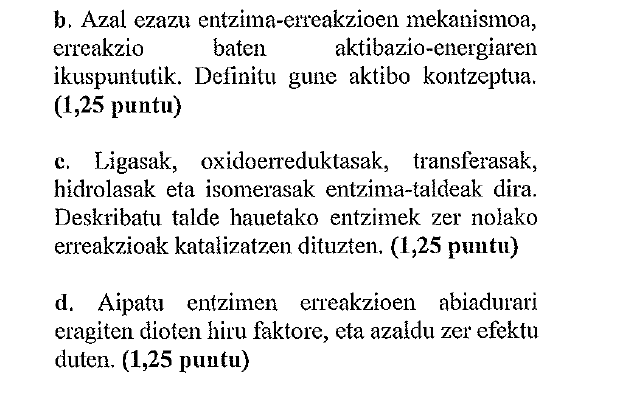 b. Azal ezazu entzima-erreakzioen mekanismoa,
erreakzio baten aktibazio-energiaren
ikuspuntutik. Definitu gune aktibo kontzeptua.
(1,25 puntu)
c. Ligasak, oxidoerreduktasak, transferasak,
hidrolasak eta isomerasak entzima-taldeak dira.
Deskribatu talde hauetako entzimek zer nolako
erreakzioak katalizatzen dituzten. (1,25 puntu)
d. Aipatu entzimen erreakzioen abiadurari
eragiten dioten hiru faktore, eta azaldu zer efektu
duten. (1,25 puntu)